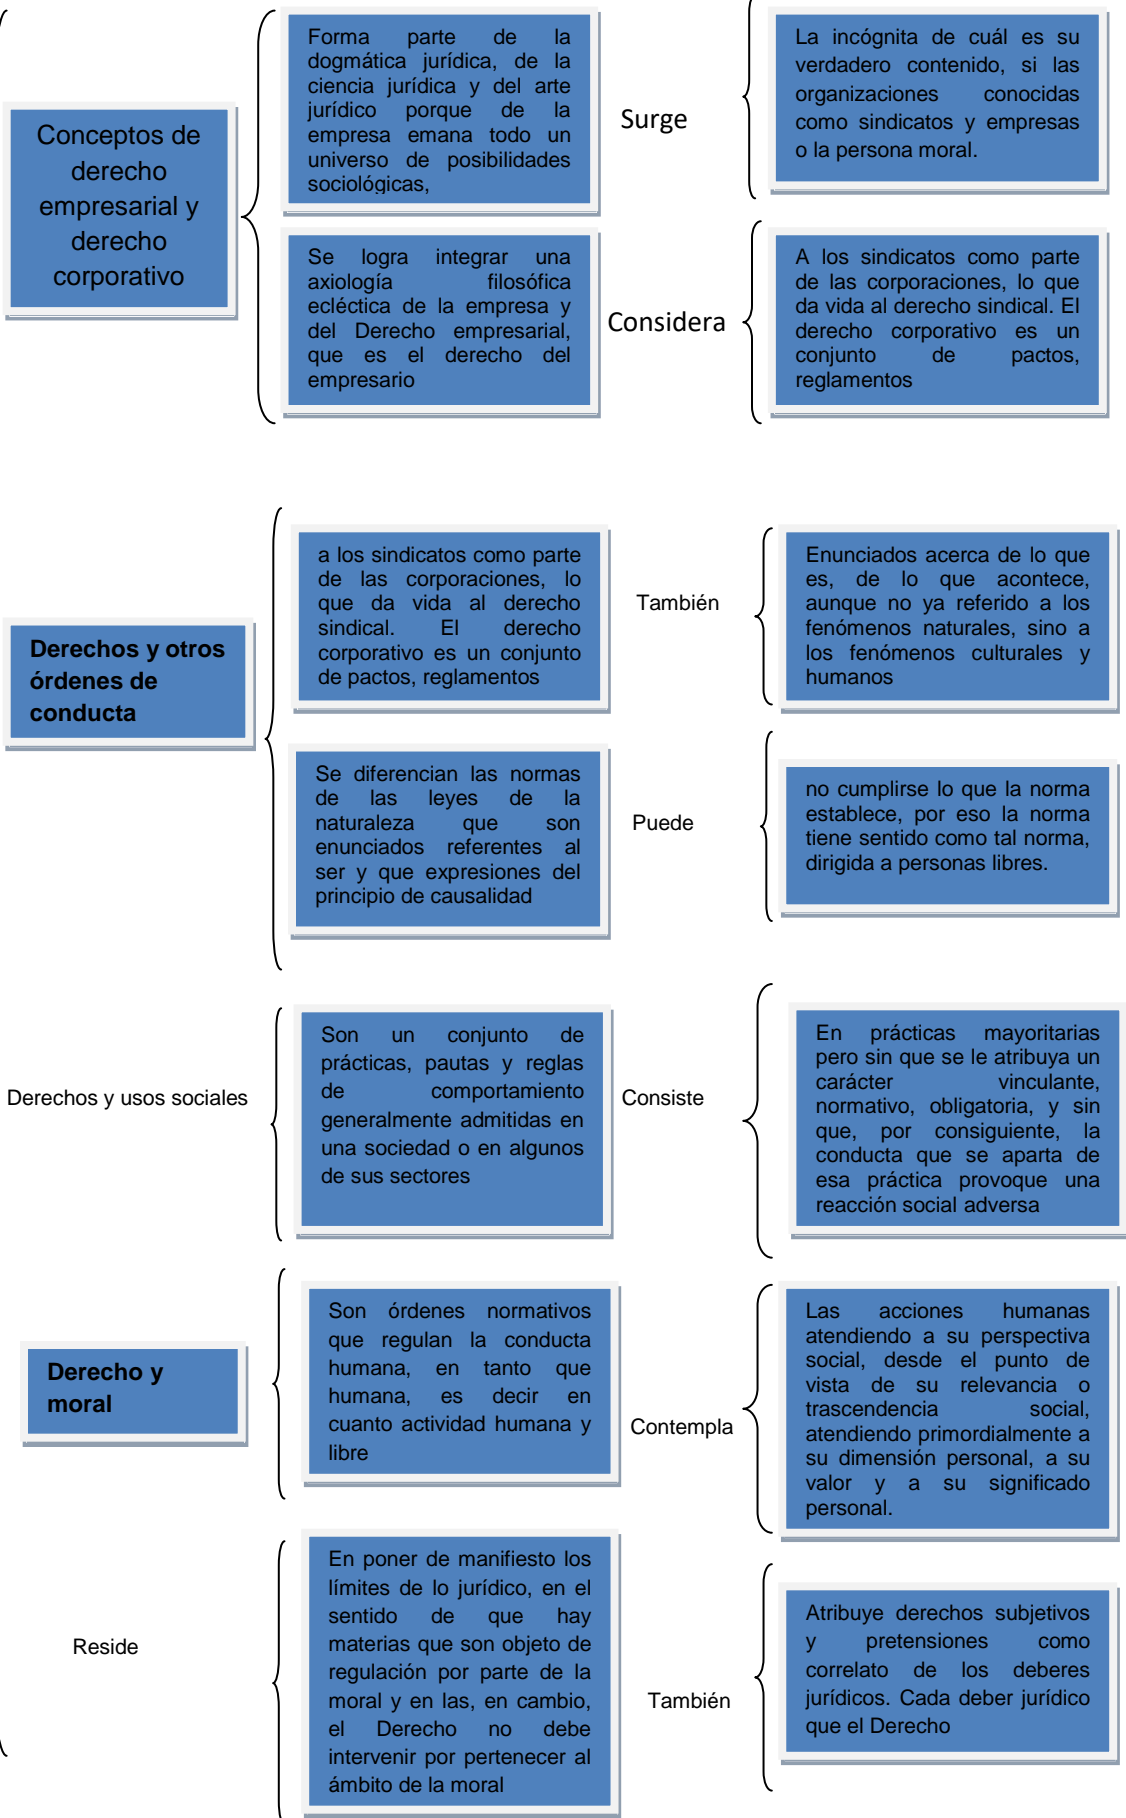 Conceptos de
derecho
empresarial y
derecho
corporativo
Forma parte de la
dogmática jurídica, de la
ciencia jurídica y del arte
jurídico porque de la
empresa emana todo un
universo de posibilidades
sociológicas,
Surge
La incógnita de cuál es su
verdadero contenido, si las
organizaciones conocidas
como sindicatos y empresas
o la persona moral.
Se logra integrar una
axiología filosófica
ecléctica de la empresa y
del Derecho empresarial,
que es el derecho del
empresario
Considera
A los sindicatos como parte
de las corporaciones, lo que
da vida al derecho sindical. El
derecho corporativo es un
conjunto de pactos,
reglamentos
Derechos y otros
órdenes de
conducta
a los sindicatos como parte
de las corporaciones, lo
que da vida al derecho
sindical. El derecho
corporativo es un conjunto
de pactos, reglamentos
También
Enunciados acerca de lo que
es, de lo que acontece,
aunque no ya referido a los
fenómenos naturales, sino a
los fenómenos culturales y
humanos
Se diferencian las normas
de las leyes de la
naturaleza que son
enunciados referentes al
ser y que expresiones del
principio de causalidad
Puede
no cumplirse lo que la norma
establece, por eso la norma
tiene sentido como tal norma,
dirigida a personas libres.
Derechos y usos sociales
Son un conjunto de
prácticas, pautas y reglas
de comportamiento
generalmente admitidas en
una sociedad o en algunos
de sus sectores
Consiste
En prácticas mayoritarias
pero sin que se le atribuya un
carácter vinculante,
normativo, obligatoria, y sin
que, por consiguiente, la
conducta que se aparta de
esa práctica provoque una
reacción social adversa
Derecho y
moral
Son órdenes normativos
que regulan la conducta
humana, en tanto que
humana, es decir en
cuanto actividad humana y
libre
Contempla
Las acciones humanas
atendiendo a su perspectiva
social, desde el punto de
vista de su relevancia o
trascendencia social,
atendiendo primordialmente a
su dimensión personal, a su
valor y a su significado
personal.
Reside
En poner de manifiesto los
límites de lo jurídico, en el
sentido de que hay
materias que son objeto de
regulación por parte de la
moral y en las, en cambio,
el Derecho no debe
intervenir por pertenecer al
ámbito de la moral
También
Atribuye derechos subjetivos
y pretensiones como
correlato de los deberes
jurídicos. Cada deber jurídico
que el Derecho